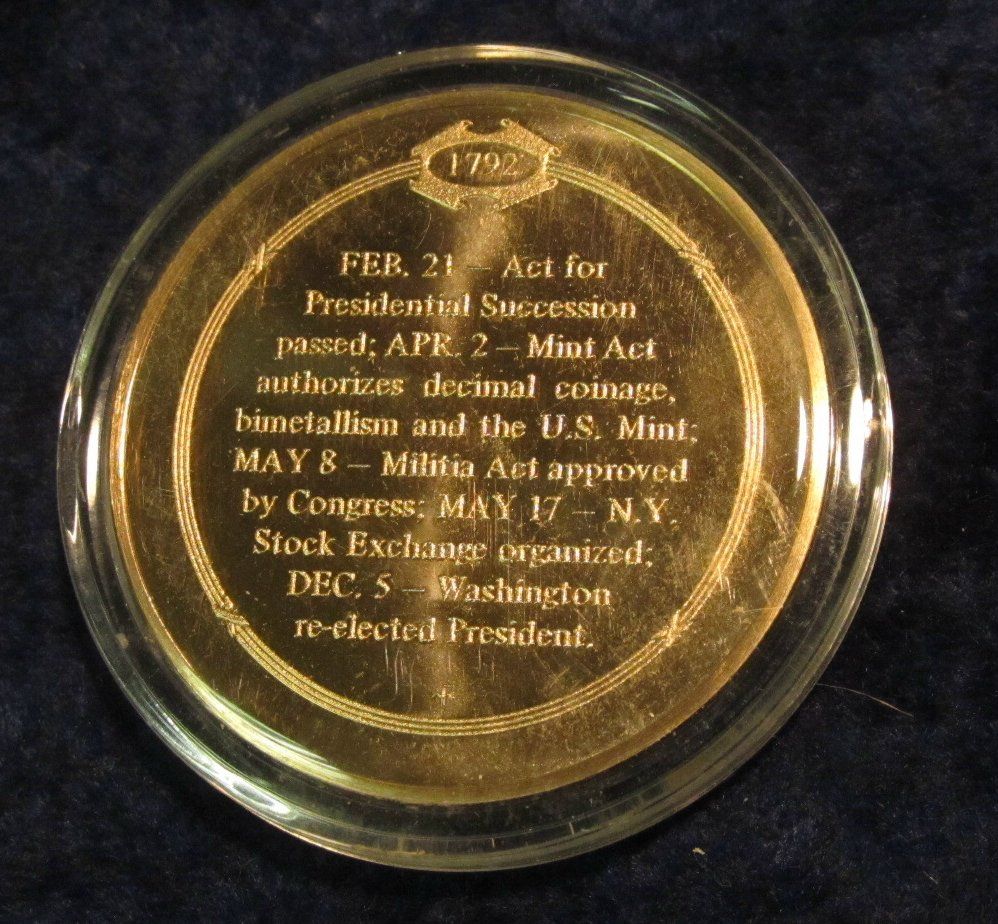 1792
FEB. 21 – Act for
Presidential Succession
passed; APR. 2 – Mint Act
authorizes decimal coinage,
bimetallism and the U.S. Mint;
MAY 8 – Militia Act approved
by Congress; MAY 17 – N.Y.
Stock Exchange organized;
DEC. 5 – Washington
re-elected President.